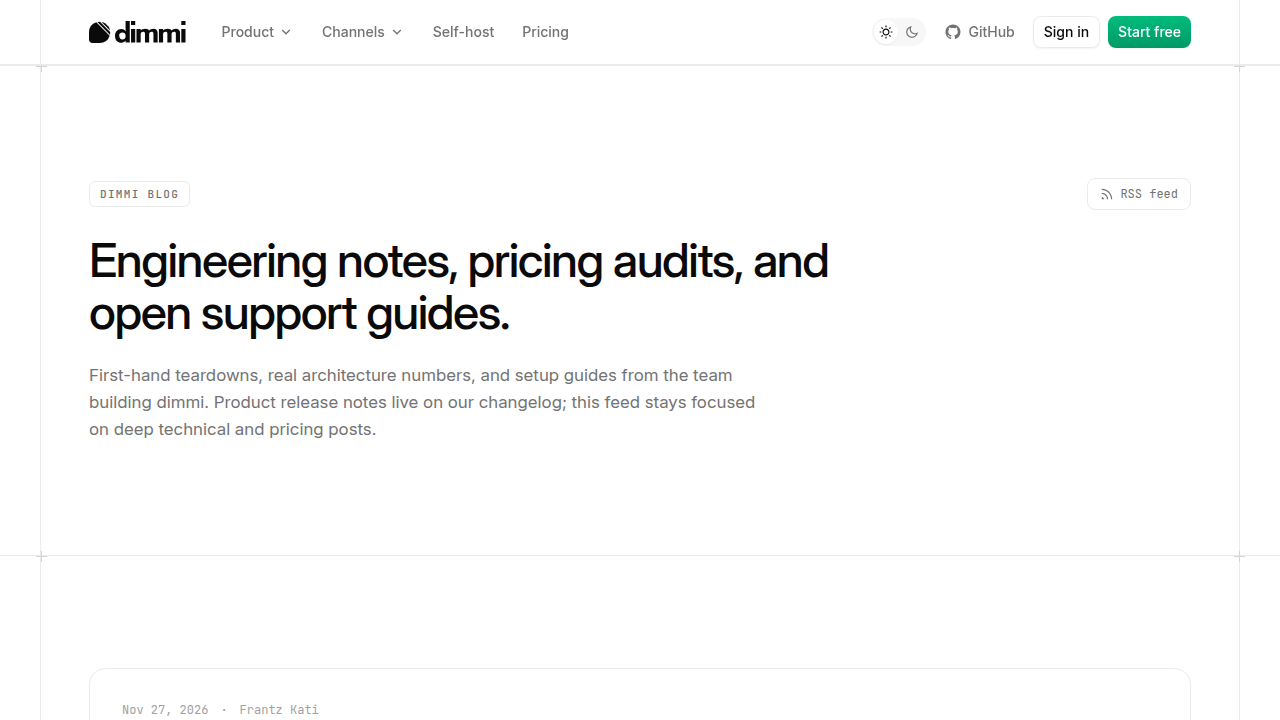 dimmi
Product
Channels
Self-host
Pricing
GitHub
Sign in
Start free
DIMMI BLOG
RSS feed
Engineering notes, pricing audits, and
open support guides.
First-hand teardowns, real architecture numbers, and setup guides from the team
building dimmi. Product release notes live on our changelog; this feed stays focused
on deep technical and pricing posts.
Nov 27, 2026 · Frantz Kati